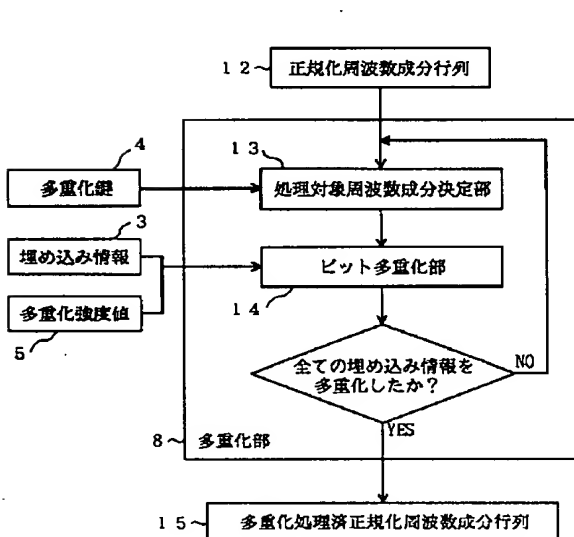 12 正規化周波数成分行列
4
多重化鍵
13
処理対象周波数成分決定部
3
埋め込み情報
ビット多重化部
14
多重化強度値
5
全ての埋め込み情報を
多重化したか?
NO
YES
8 多重化部
15 多重化処理済正規化周波数成分行列